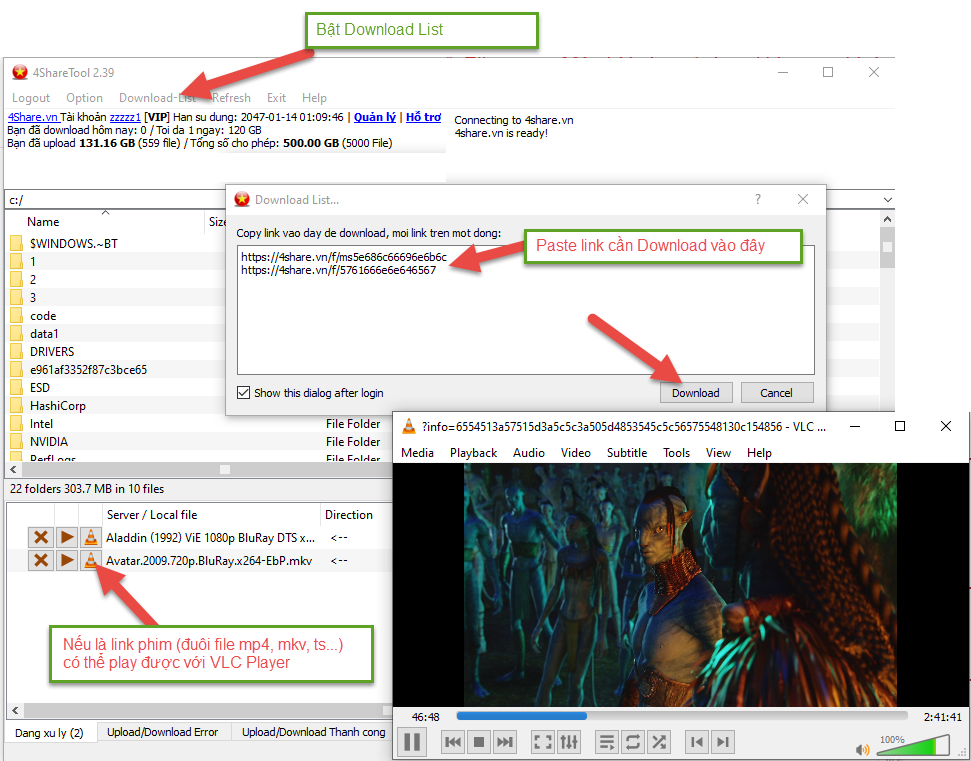 Bật Download List
4ShareTool 2.39
Logout Option Download-List Refresh Exit Help
4Share.vn Tài khoản zzzzz1 [VIP] Han su dung: 2047-01-14 01:09:46 | Quản lý | Hỗ trợ
Bạn đã download hôm nay: 0 / Toi da 1 ngay: 120 GB
Bạn đã upload 131.16 GB (559 file) / Tổng số cho phép: 500.00 GB (5000 File)
Connecting to 4share.vn
4share.vn is ready!
c:/
Name Size
$WINDOWS.~BT
1
2
3
code
data1
DRIVERS
e961af3352f87c3bce65
ESD
HashiCorp
Intel File Folder
NVIDIA File Folder
PerfLogs File Folder
22 folders 303.7 MB in 10 files
Download List...
Copy link vao day de download, moi link tren mot dong:
https://4share.vn/f/ms5e686c66696e6b6c
https://4share.vn/f/5761666e6e646567
Paste link cần Download vào đây
Show this dialog after login
Download Cancel
Server / Local file Direction
Aladdin (1992) ViE 1080p BluRay DTS x... <--
Avatar.2009.720p.BluRay.x264-EbP.mkv <--
Nếu là link phim (đuôi file mp4, mkv, ts...)
có thể play được với VLC Player
Dang xu ly (2) Upload/Download Error Upload/Download Thanh cong
?info=6554513a57515d3a5c5c3a505d4853545c5c56575548130c154856 - VLC ...
Media Playback Audio Video Subtitle Tools View Help
46:48 2:41:41
100%